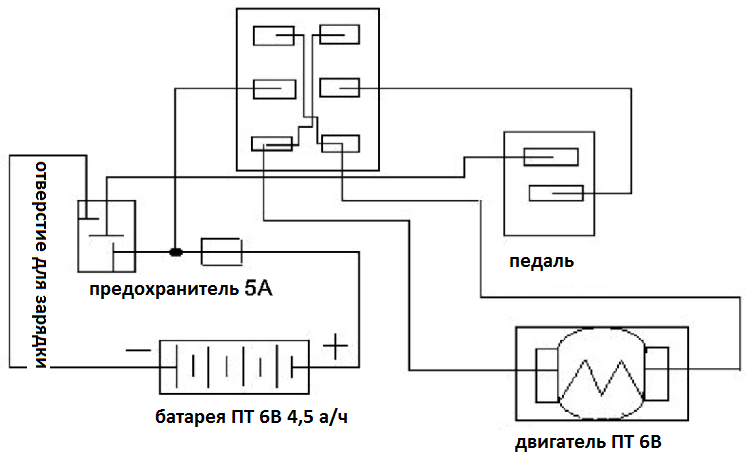 педаль
отверстие для зарядки
предохранитель 5А
− +
батарея ПТ 6В 4,5 а/ч
двигатель ПТ 6В